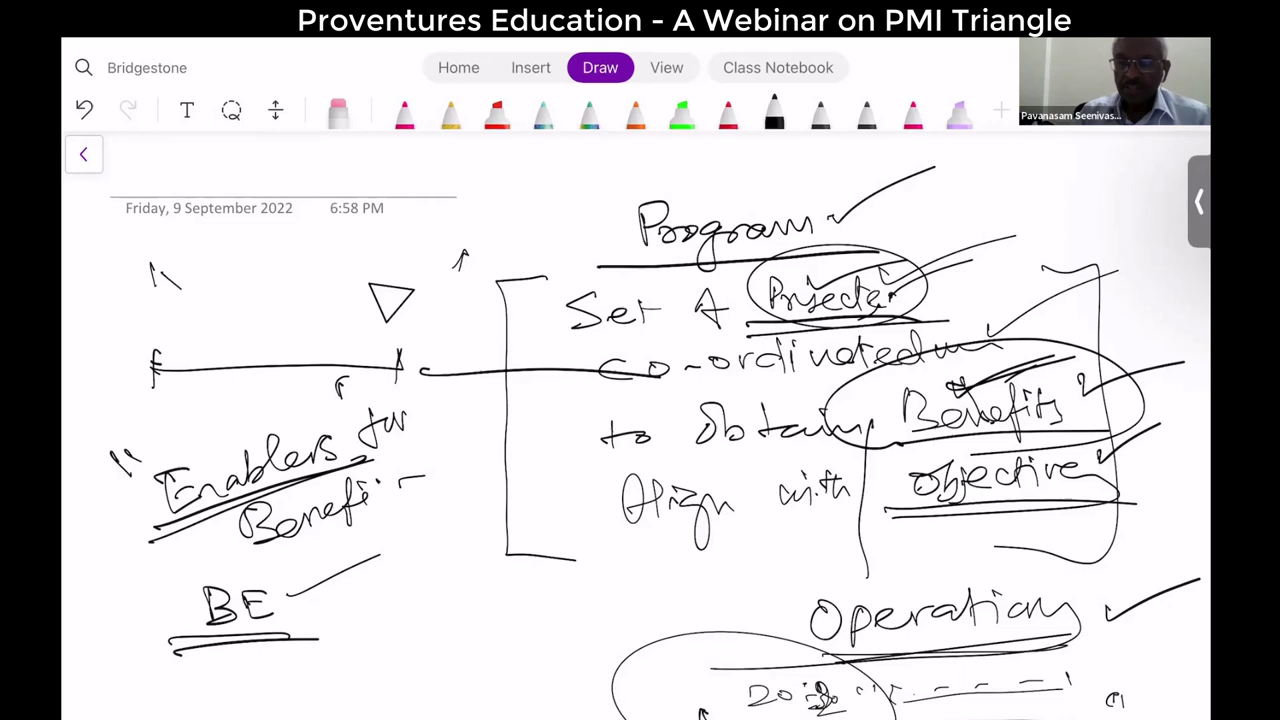 Proventures Education - A Webinar on PMI Triangle
Bridgestone
Home Insert Draw View Class Notebook
T
Pavanasam Seenivas...
Friday, 9 September 2022 6:58 PM
Program
Set of Projects
co-ordinated
to obtain Benefits
Align with objective
Enablers for
Benefit
BE
Operations